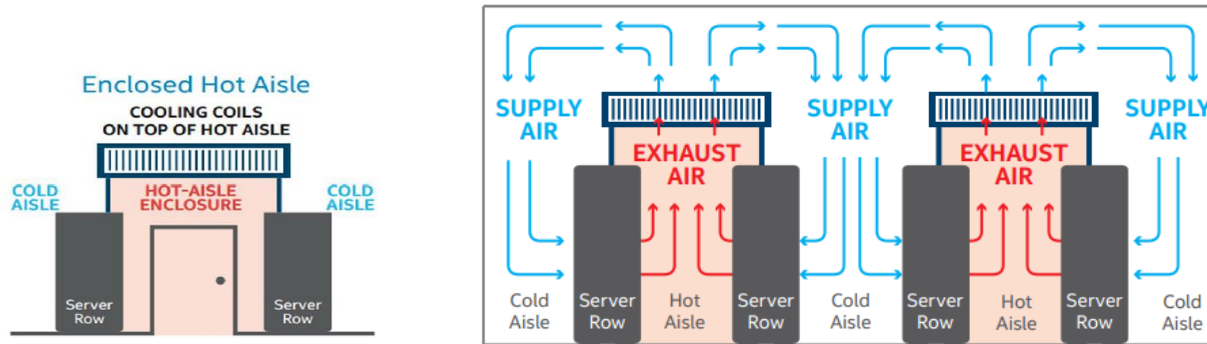 Enclosed Hot Aisle
COOLING COILS
ON TOP OF HOT AISLE
COLD
AISLE
HOT-AISLE
ENCLOSURE
COLD
AISLE
Server
Row
Server
Row
SUPPLY
AIR
SUPPLY
AIR
SUPPLY
AIR
EXHAUST
AIR
EXHAUST
AIR
Cold
Aisle
Server
Row
Hot
Aisle
Server
Row
Cold
Aisle
Server
Row
Hot
Aisle
Server
Row
Cold
Aisle